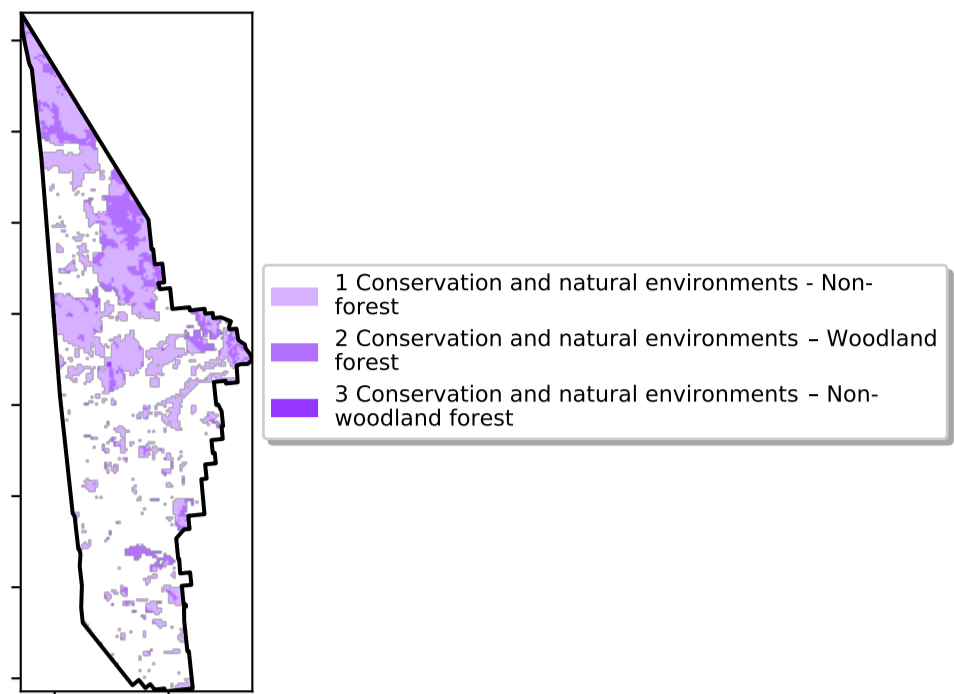 1 Conservation and natural environments - Non-
forest
2 Conservation and natural environments – Woodland
forest
3 Conservation and natural environments – Non-
woodland forest